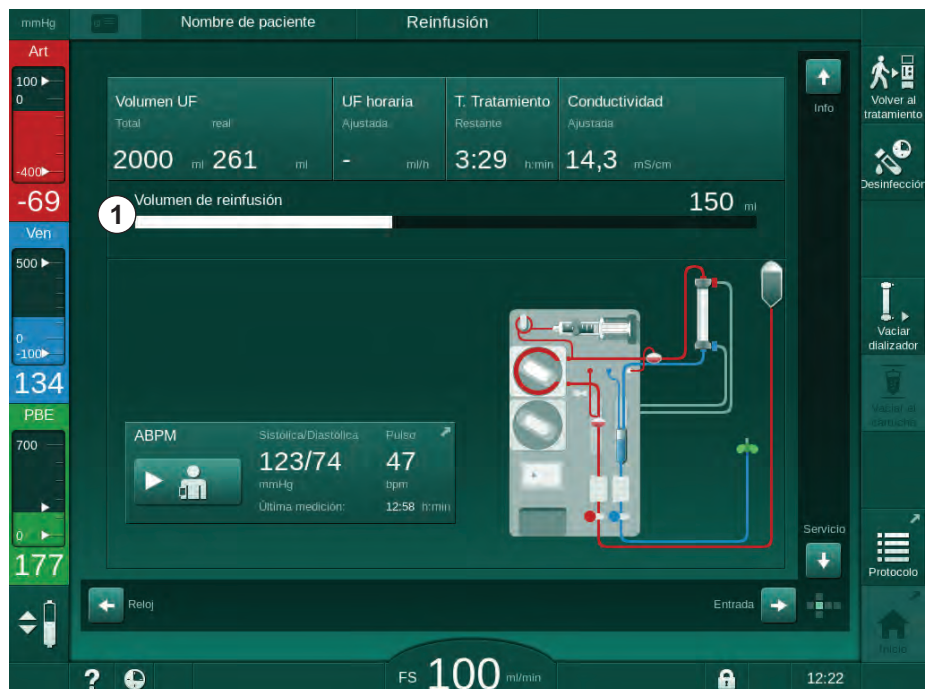 mmHg
Nombre de paciente
Reinfusión
Art
100
0
-400
-69
Ven
500
0
-100
134
PBE
700
0
177
Volumen UF
Total real
2000 ml 261 ml
UF horaria
Ajustada
- ml/h
T. Tratamiento
Restante
3:29 h:min
Conductividad
Ajustada
14,3 mS/cm
1
Volumen de reinfusión
150 ml
ABPM
Sistólica/Diastólica
Pulso
123/74
47
mmHg
bpm
Última medición:
12:58 h:min
Info
Servicio
Reloj
Entrada
Volver al
tratamiento
Desinfección
Vaciar
dializador
Vaciar el
cartucho
Protocolo
Inicio
?
FS 100 ml/min
12:22